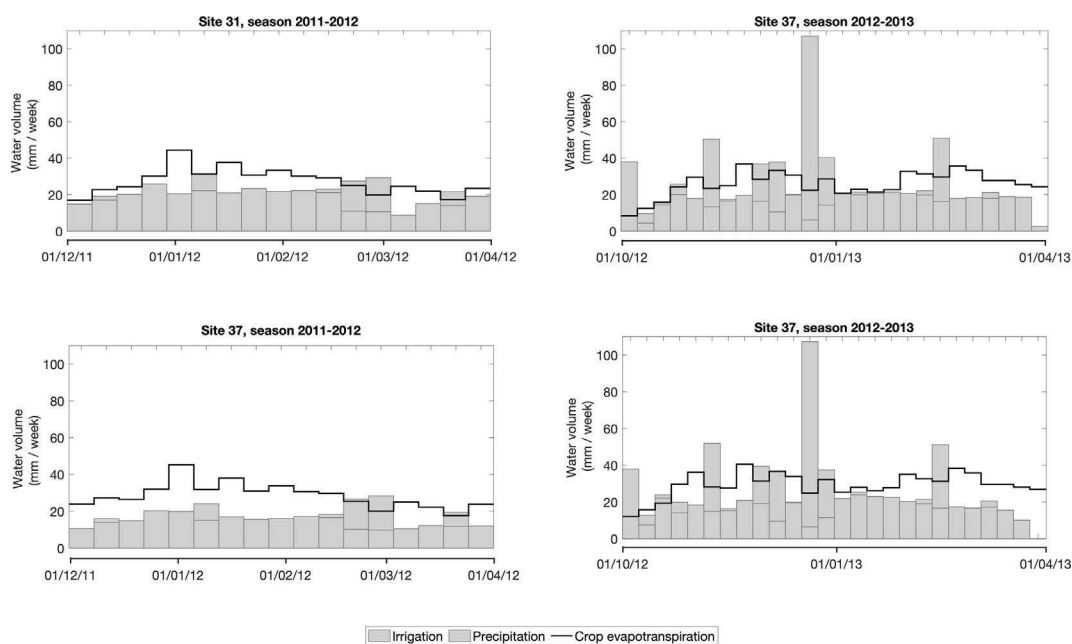 Site 31, season 2011-2012
Water volume
(mm / week)
100
80
60
40
20
0
01/12/11 01/01/12 01/02/12 01/03/12 01/04/12
Site 37, season 2012-2013
Water volume
(mm / week)
100
80
60
40
20
0
01/10/12 01/01/13 01/04/13
Site 37, season 2011-2012
Water volume
(mm / week)
100
80
60
40
20
0
01/12/11 01/01/12 01/02/12 01/03/12 01/04/12
Site 37, season 2012-2013
Water volume
(mm / week)
100
80
60
40
20
0
01/10/12 01/01/13 01/04/13
Irrigation Precipitation Crop evapotranspiration